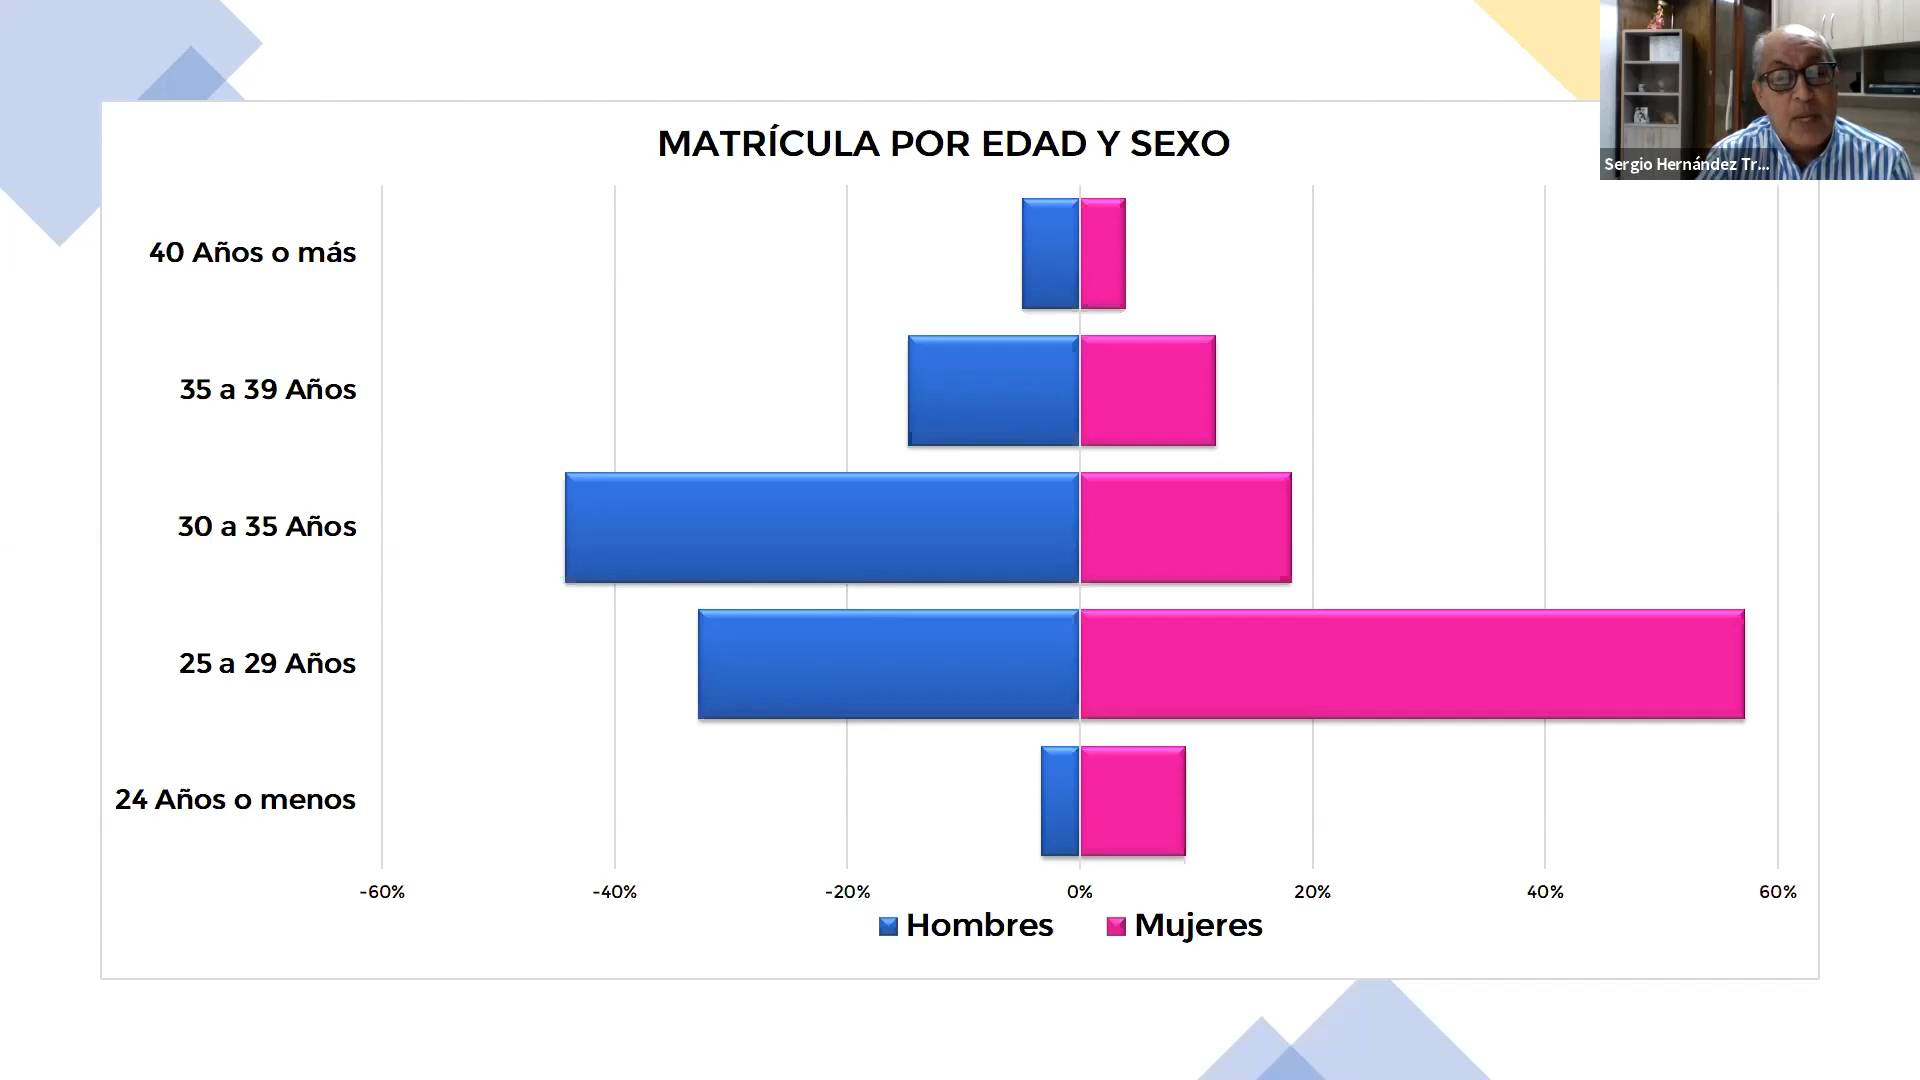 MATRÍCULA POR EDAD Y SEXO
Sergio Hernández Tr...
40 Años o más
35 a 39 Años
30 a 35 Años
25 a 29 Años
24 Años o menos
-60% -40% -20% 0% 20% 40% 60%
Hombres Mujeres